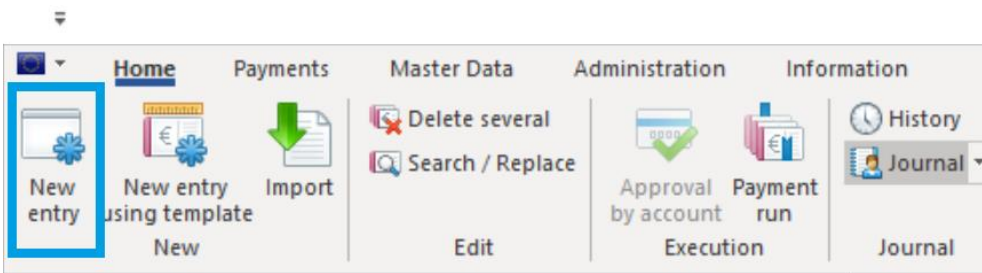 Home Payments Master Data Administration Information
New entry
New entry using template
Import
New
Delete several
Search / Replace
Edit
Approval by account
Payment run
Execution
History
Journal
Journal